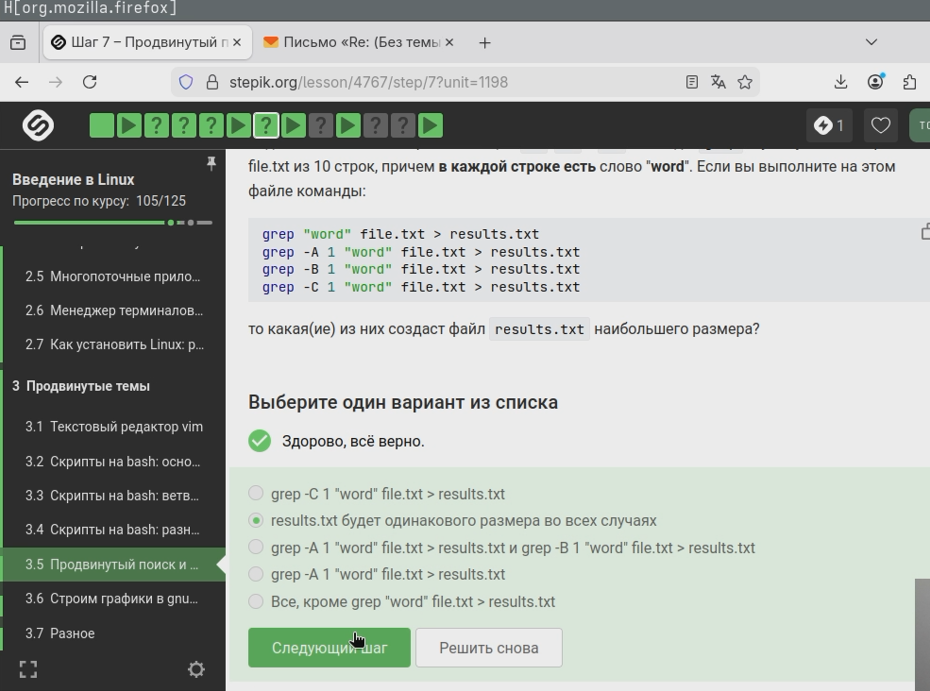 H[org.mozilla.firefox]
Шаг 7 – Продвинутый п
Письмо «Re: (Без темы
stepik.org/lesson/4767/step/7?unit=1198
1
Введение в Linux
Прогресс по курсу: 105/125
2.5 Многопоточные прило...
2.6 Менеджер терминалов...
2.7 Как установить Linux: р...
3 Продвинутые темы
3.1 Текстовый редактор vim
3.2 Скрипты на bash: осно...
3.3 Скрипты на bash: ветв...
3.4 Скрипты на bash: разн...
3.5 Продвинутый поиск и ...
3.6 Строим графики в gnu...
3.7 Разное
file.txt из 10 строк, причем в каждой строке есть слово "word". Если вы выполните на этом
файле команды:
grep "word" file.txt > results.txt
grep -A 1 "word" file.txt > results.txt
grep -B 1 "word" file.txt > results.txt
grep -C 1 "word" file.txt > results.txt
то какая(ие) из них создаст файл results.txt наибольшего размера?
Выберите один вариант из списка
Здорово, всё верно.
grep -C 1 "word" file.txt > results.txt
results.txt будет одинакового размера во всех случаях
grep -A 1 "word" file.txt > results.txt и grep -B 1 "word" file.txt > results.txt
grep -A 1 "word" file.txt > results.txt
Все, кроме grep "word" file.txt > results.txt
Следующий шаг
Решить снова